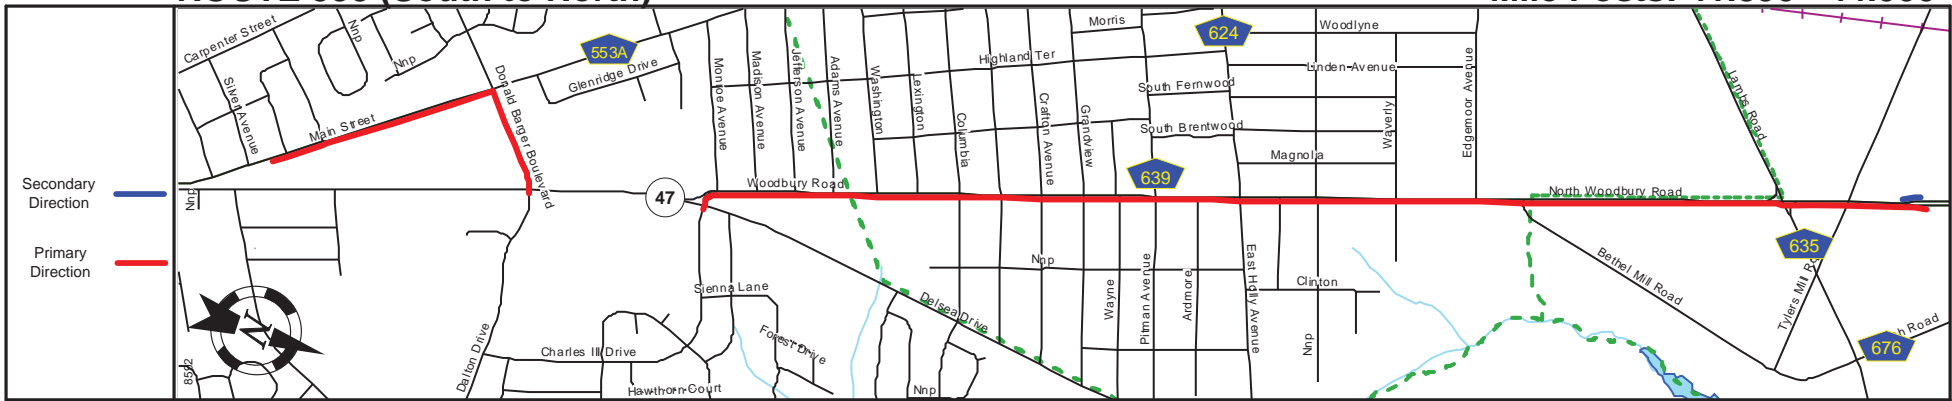 Secondary
Direction
Primary
Direction
Carpenter Street
Silver Avenue
Nnp
Nnp
Main Street
553A
Glenridge Drive
Donald Barger Boulevard
Monroe Avenue
Madison Avenue
Jefferson Avenue
Adams Avenue
Washington
Lexington
Columbia
Highland Ter
Crafton Avenue
Grandview
Morris
624
South Fernwood
South Brentwood
639
Woodlyne
Linden Avenue
Waverly
Magnolia
Edgemoor Avenue
Lambs Road
Nnp
47
Woodbury Road
North Woodbury Road
635
Bethel Mill Road
Tylers Mill R
676
h Road
Nnp
Sienna Lane
Delsea Drive
Forest Drive
Wayne
Pitman Avenue
Ardmore
East Holly Avenue
Clinton
Nnp
Dalton Drive
Charles III Drive
Hawthorn Court
Nnp
N